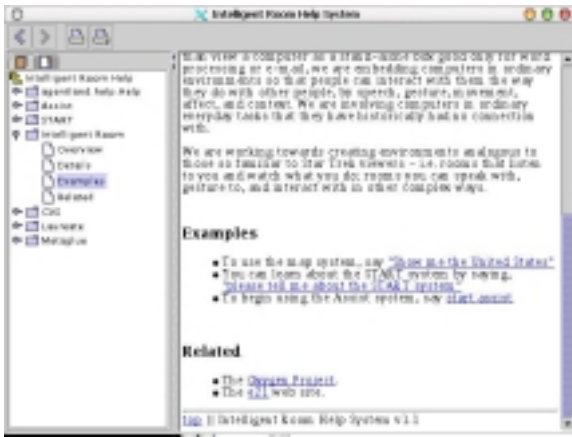 Intelligent Room Help System
Intelligent Room Help
agentland help Help
Assist
START
Intelligent Room
Overview
Details
Examples
Related
CVS
Laureate
Metaglue
that view a computer as a stand-alone box good only for word
processing or e-mail, we are embedding computers in ordinary
environments so that people can interact with them the way
they do with other people, by speech, gesture, movement,
affect, and context. We are involving computers in ordinary
everyday tasks that they have historically had no connection
with.
We are working towards creating environments analogous to
those so familiar to Star Trek viewers - i.e. rooms that listen
to you and watch what you do; rooms you can speak with,
gesture to, and interact with in other complex ways.
Examples
To use the map system, say "Show me the United States"
You can learn about the START system by saying,
"please tell me about the START system"
To begin using the Assist system, say start assist
Related
The Oxygen Project.
The e21 web site.
top || Intelligent Room Help System v1.1